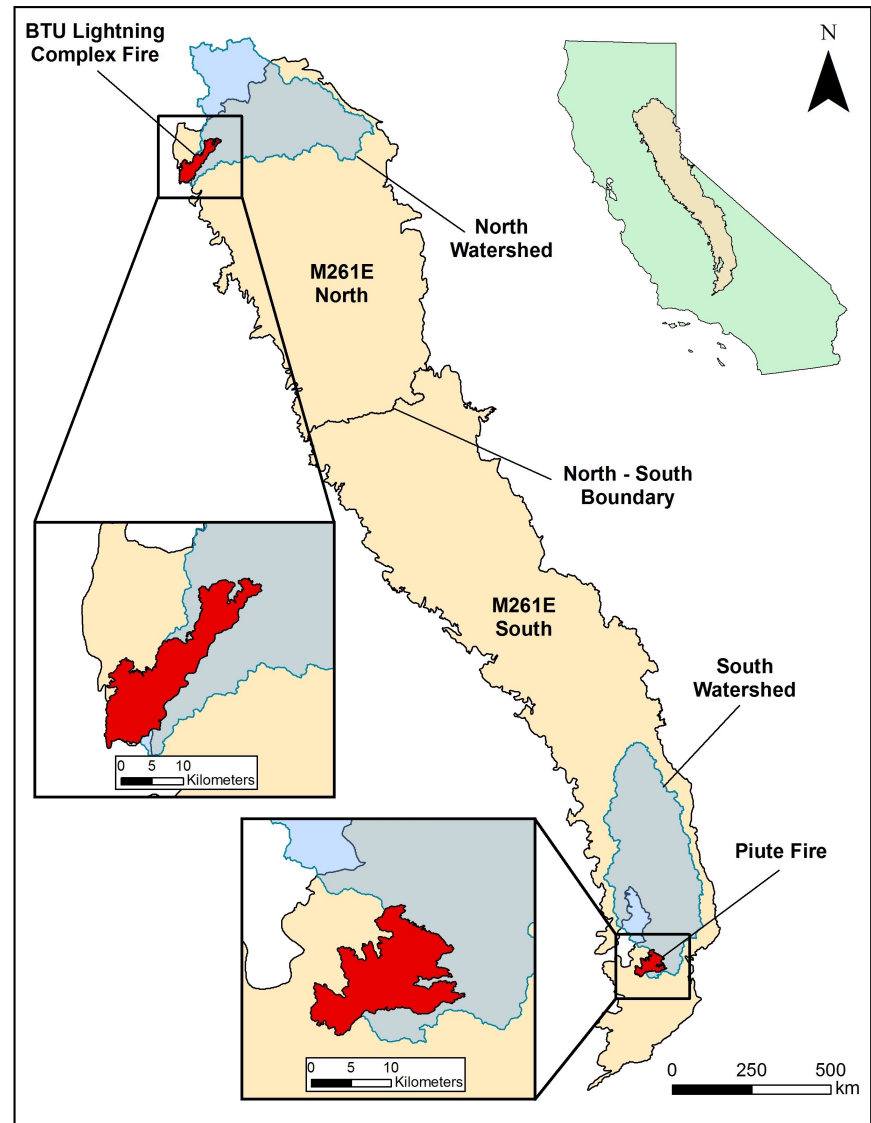 BTU Lightning
Complex Fire
N
North
Watershed
M261E
North
North - South
Boundary
M261E
South
South
Watershed
0 5 10
Kilometers
Piute Fire
0 5 10
Kilometers
0 250 500
km